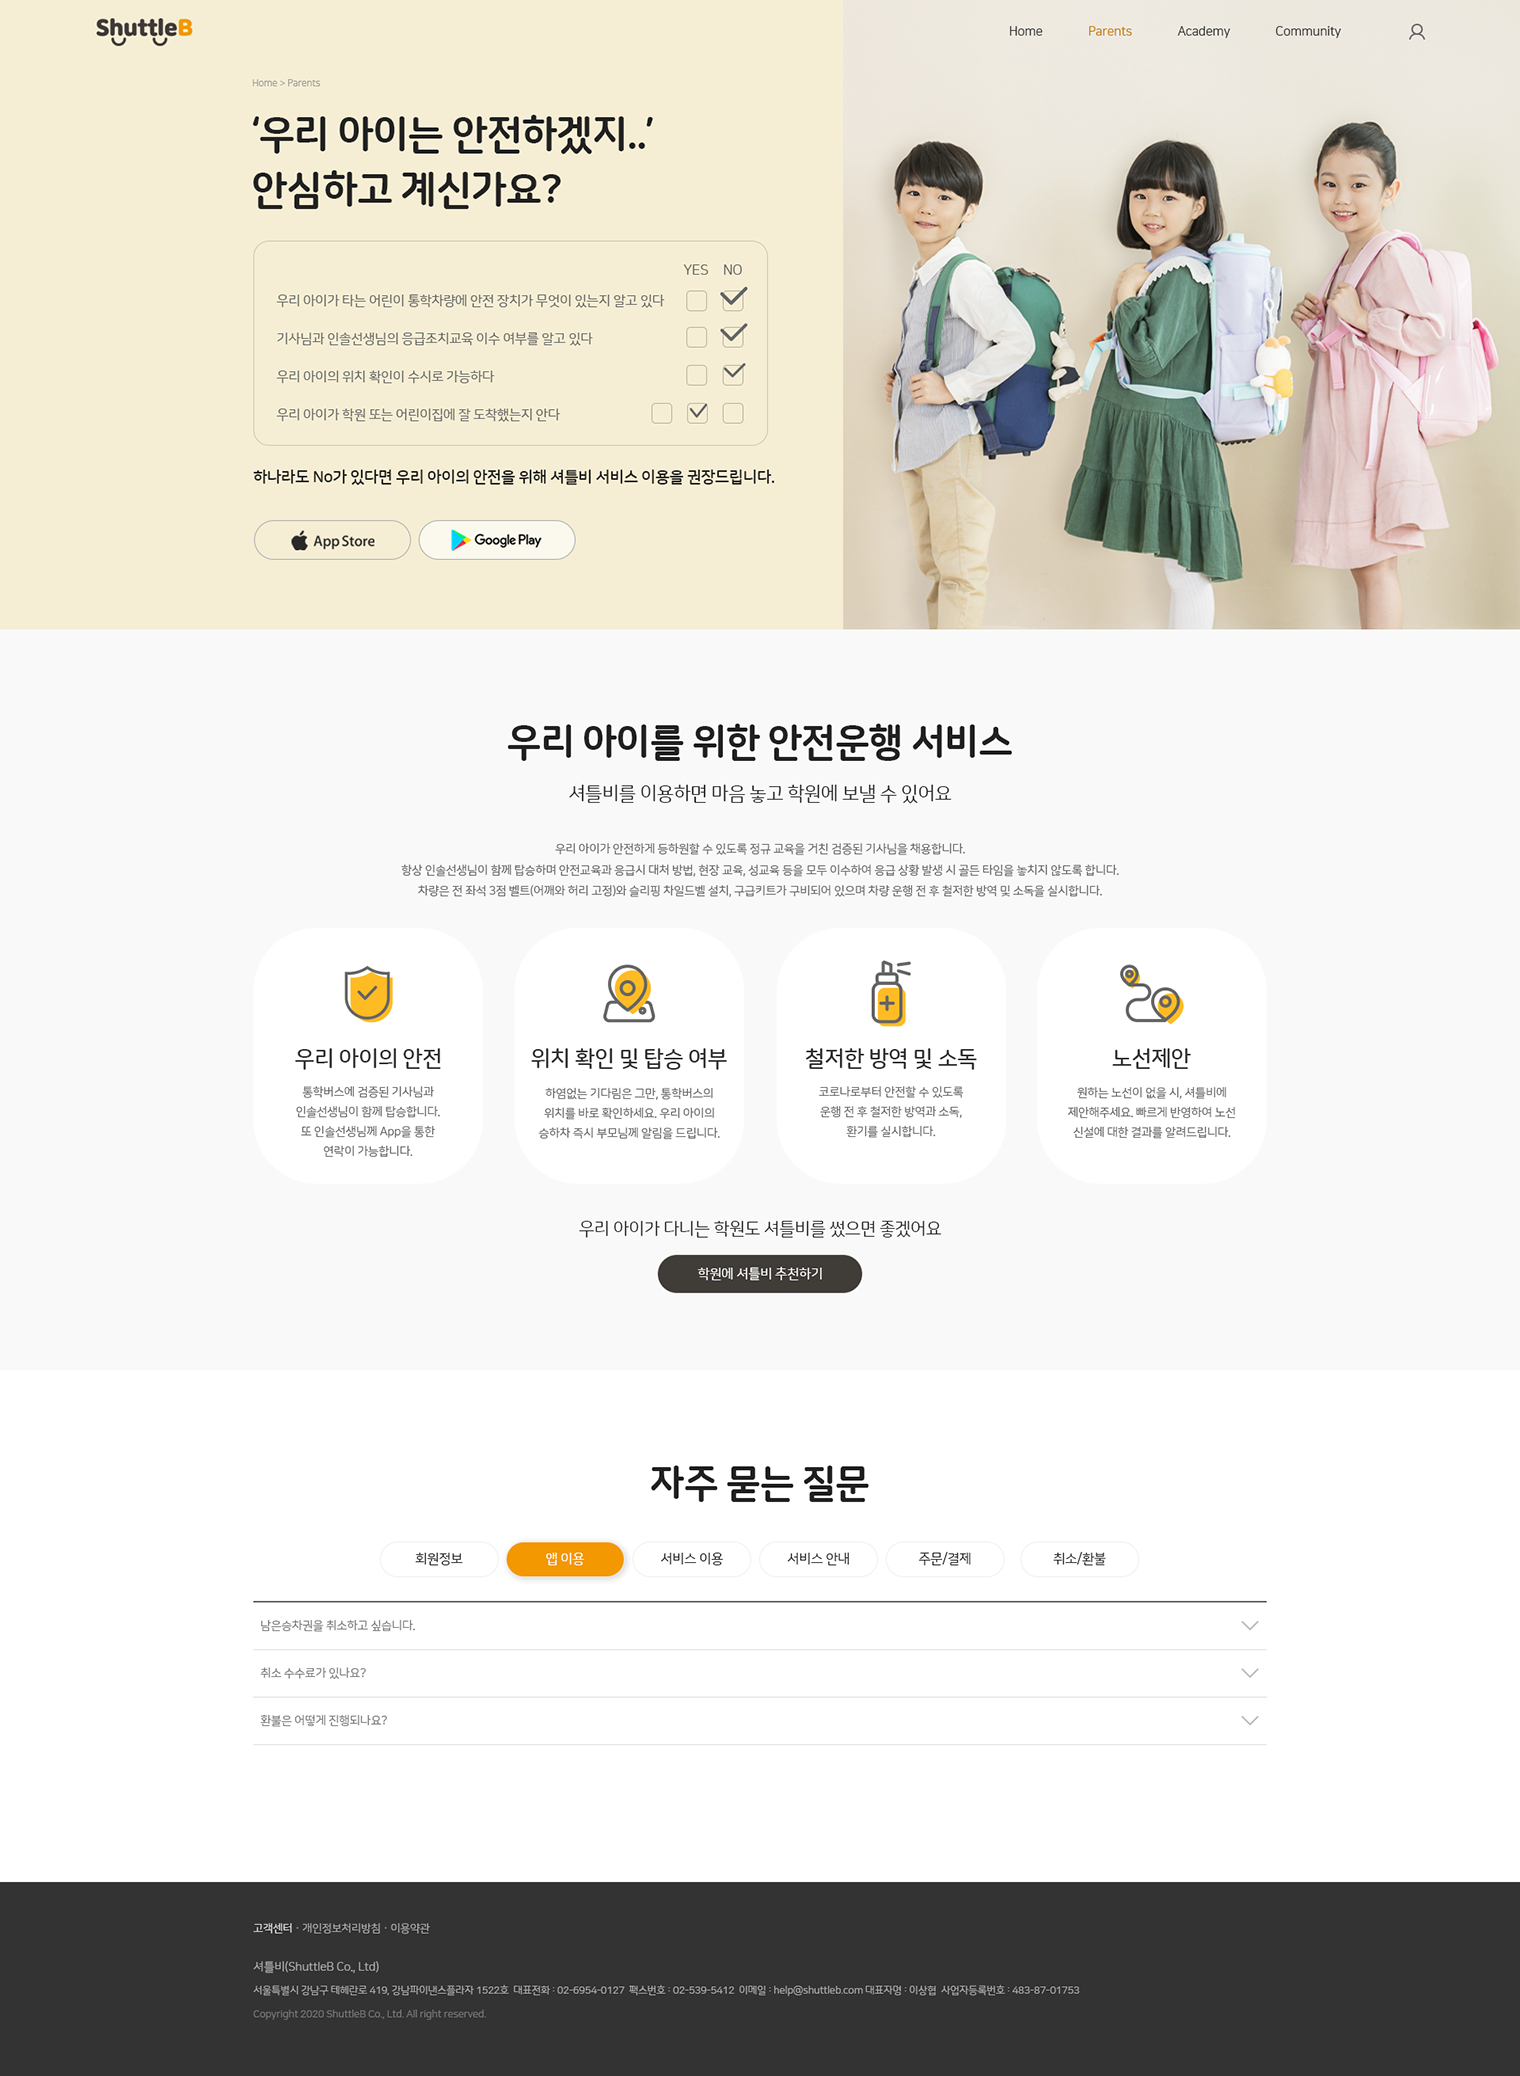 ShuttleB
Home Parents Academy Community
Home > Parents
‘우리 아이는 안전하겠지..’
안심하고 계신가요?
YES NO
우리 아이가 타는 어린이 통학차량에 안전 장치가 무엇이 있는지 알고 있다
기사님과 인솔선생님의 응급조치교육 이수 여부를 알고 있다
우리 아이의 위치 확인이 수시로 가능하다
우리 아이가 학원 또는 어린이집에 잘 도착했는지 안다
하나라도 No가 있다면 우리 아이의 안전을 위해 셔틀비 서비스 이용을 권장드립니다.
App Store
Google Play
우리 아이를 위한 안전운행 서비스
셔틀비를 이용하면 마음 놓고 학원에 보낼 수 있어요
우리 아이가 안전하게 등하원할 수 있도록 정규 교육을 거친 검증된 기사님을 채용합니다.
항상 인솔선생님이 함께 탑승하며 안전교육과 응급시 대처 방법, 현장 교육, 성교육 등을 모두 이수하여 응급 상황 발생 시 골든 타임을 놓치지 않도록 합니다.
차량은 전 좌석 3점 벨트(어깨와 허리 고정)와 슬리핑 차일드벨 설치, 구급키트가 구비되어 있으며 차량 운행 전 후 철저한 방역 및 소독을 실시합니다.
우리 아이의 안전
통학버스에 검증된 기사님과
인솔선생님이 함께 탑승합니다.
또 인솔선생님께 App을 통한
연락이 가능합니다.
위치 확인 및 탑승 여부
하염없는 기다림은 그만, 통학버스의
위치를 바로 확인하세요. 우리 아이의
승하차 즉시 부모님께 알림을 드립니다.
철저한 방역 및 소독
코로나로부터 안전할 수 있도록
운행 전 후 철저한 방역과 소독,
환기를 실시합니다.
노선제안
원하는 노선이 없을 시, 셔틀비에
제안해주세요. 빠르게 반영하여 노선
신설에 대한 결과를 알려드립니다.
우리 아이가 다니는 학원도 셔틀비를 썼으면 좋겠어요
학원에 셔틀비 추천하기
자주 묻는 질문
회원정보 앱 이용 서비스 이용 서비스 안내 주문/결제 취소/환불
남은승차권을 취소하고 싶습니다.
취소 수수료가 있나요?
환불은 어떻게 진행되나요?
고객센터 · 개인정보처리방침 · 이용약관
셔틀비(ShuttleB Co., Ltd)
서울특별시 강남구 테헤란로 419, 강남파이낸스플라자 1522호 대표전화 : 02-6954-0127 팩스번호 : 02-539-5412 이메일 : help@shuttleb.com 대표자명 : 이상협 사업자등록번호 : 483-87-01753
Copyright 2020 ShuttleB Co., Ltd. All right reserved.